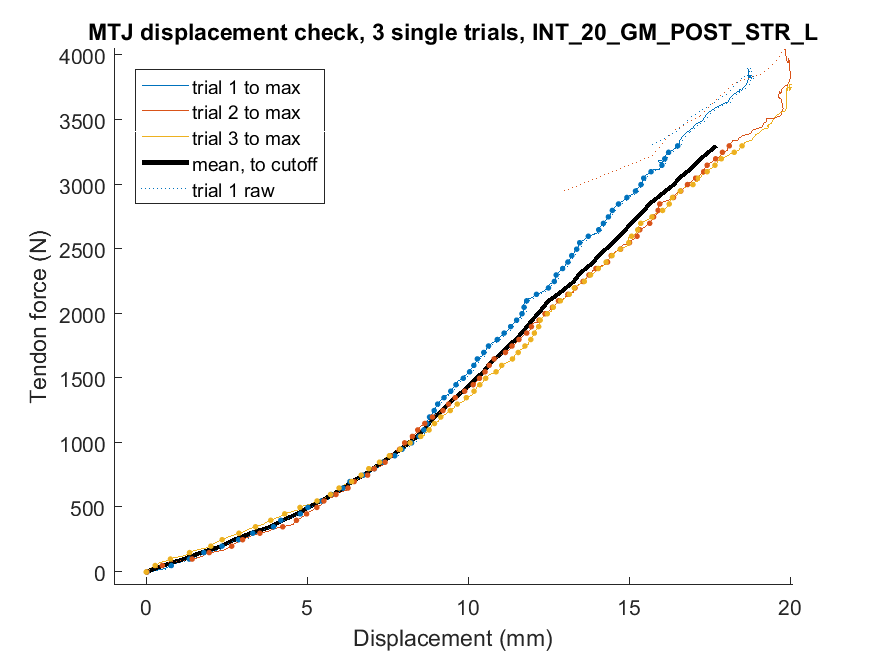 MTJ displacement check, 3 single trials, INT_20_GM_POST_STR_L
4000
3500
3000
2500
2000
1500
1000
500
0
Tendon force (N)
trial 1 to max
trial 2 to max
trial 3 to max
mean, to cutoff
trial 1 raw
0
5
10
15
20
Displacement (mm)